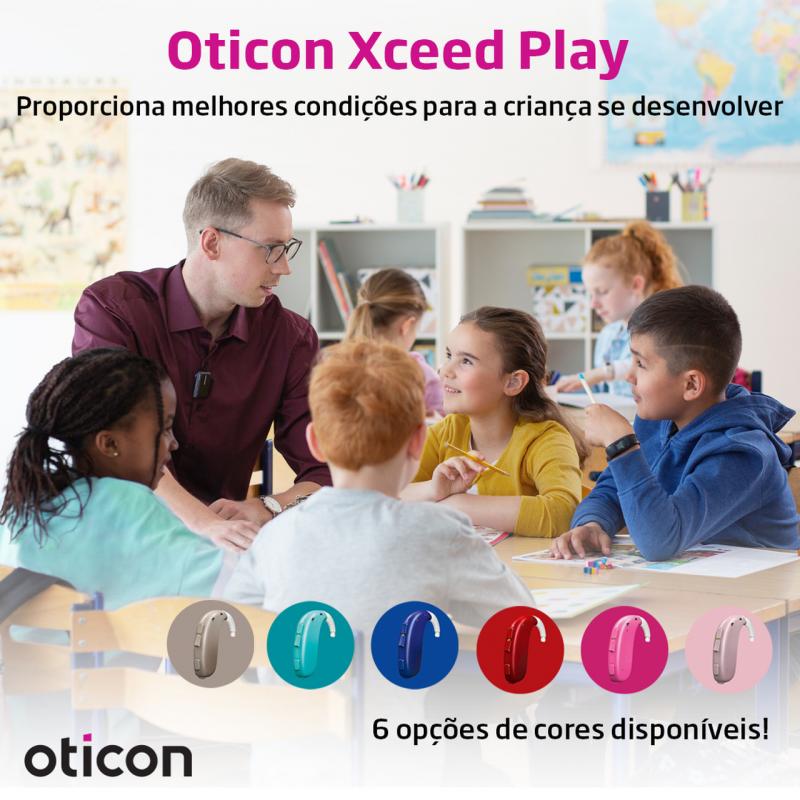 Oticon Xceed Play
Proporciona melhores condições para a criança se desenvolver
6 opções de cores disponíveis!
oticon